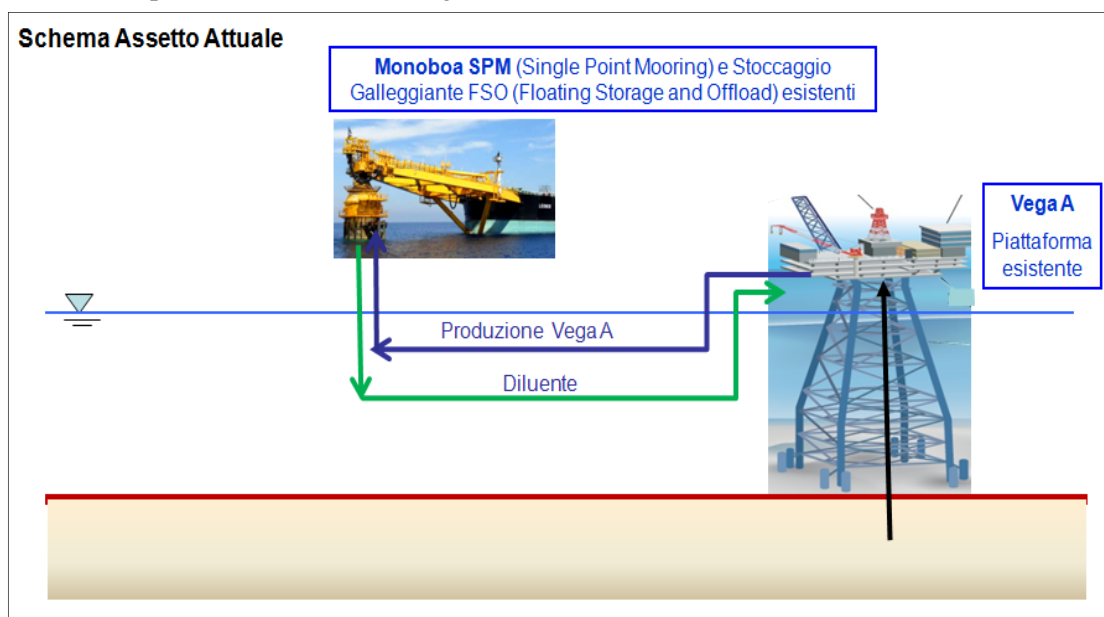 Schema Assetto Attuale
Monoboa SPM (Single Point Mooring) e Stoccaggio
Galleggiante FSO (Floating Storage and Offload) esistenti
Vega A
Piattaforma
esistente
Produzione Vega A
Diluente